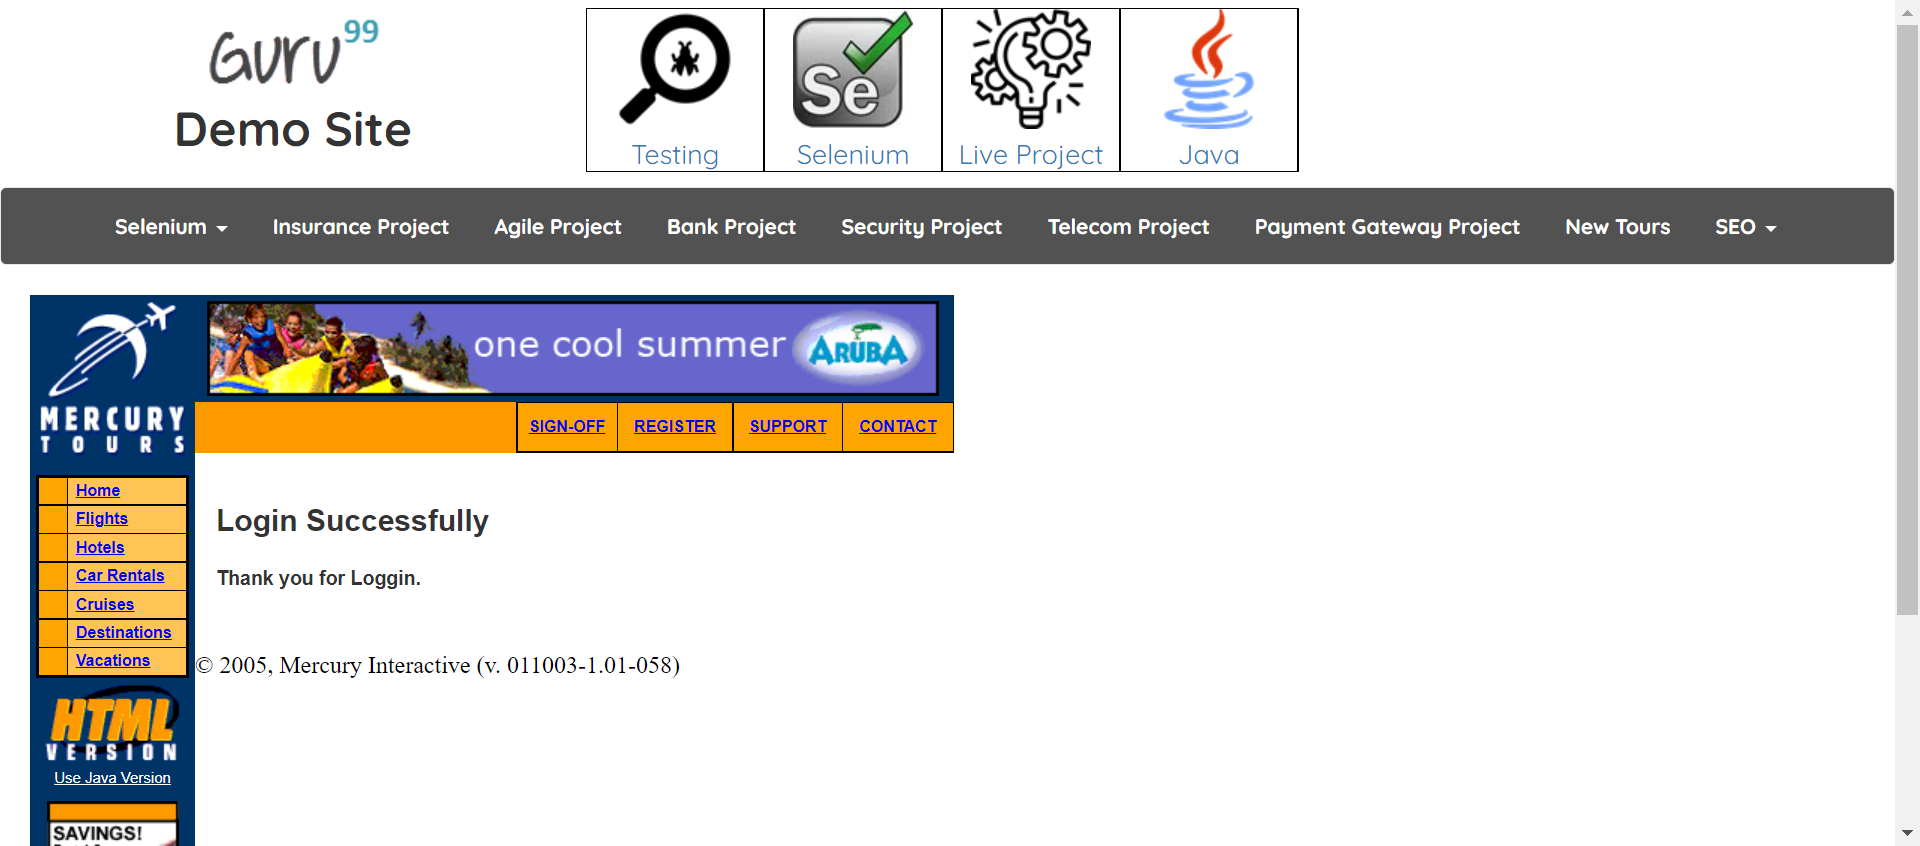 Guru99
Demo Site
Testing
Se
Selenium
Live Project
Java
Selenium
Insurance Project
Agile Project
Bank Project
Security Project
Telecom Project
Payment Gateway Project
New Tours
SEO
one cool summer
ARUBA
MERCURY
TOURS
SIGN-OFF
REGISTER
SUPPORT
CONTACT
Home
Flights
Hotels
Car Rentals
Cruises
Destinations
Vacations
Login Successfully
Thank you for Loggin.
© 2005, Mercury Interactive (v. 011003-1.01-058)
HTML
VERSION
Use Java Version
SAVINGS!